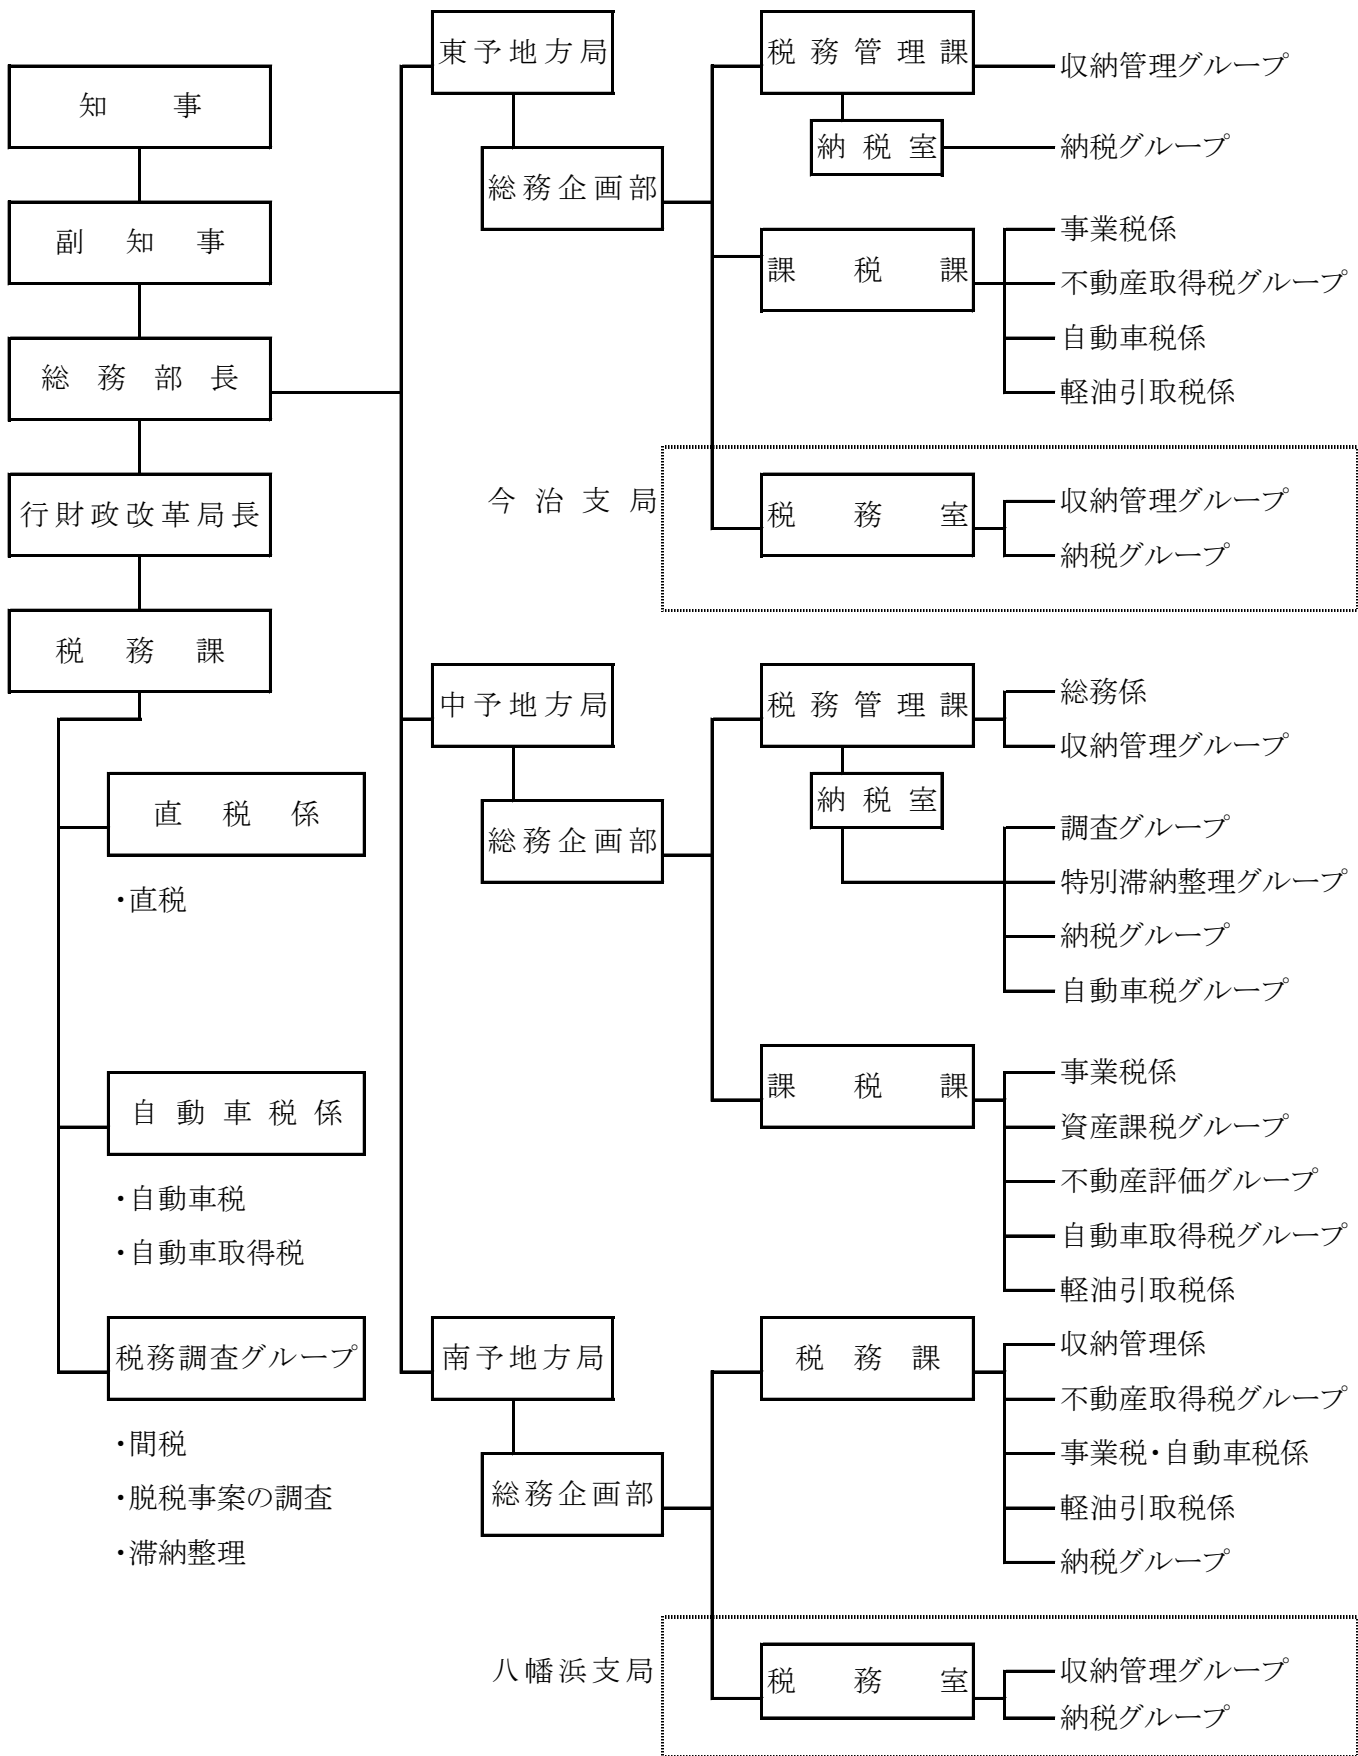 知事
副知事
総務部長
行財政改革局長
税務課
直税係
・直税
自動車税係
・自動車税
・自動車取得税
税務調査グループ
・間税
・脱税事案の調査
・滞納整理
東予地方局
総務企画部
税務管理課
収納管理グループ
納税室
納税グループ
課税課
事業税係
不動産取得税グループ
自動車税係
軽油引取税係
今治支局
税務室
収納管理グループ
納税グループ
中予地方局
総務企画部
税務管理課
総務係
収納管理グループ
納税室
調査グループ
特別滞納整理グループ
納税グループ
自動車税グループ
課税課
事業税係
資産課税グループ
不動産評価グループ
自動車取得税グループ
軽油引取税係
南予地方局
総務企画部
税務課
収納管理係
不動産取得税グループ
事業税・自動車税係
軽油引取税係
納税グループ
八幡浜支局
税務室
収納管理グループ
納税グループ